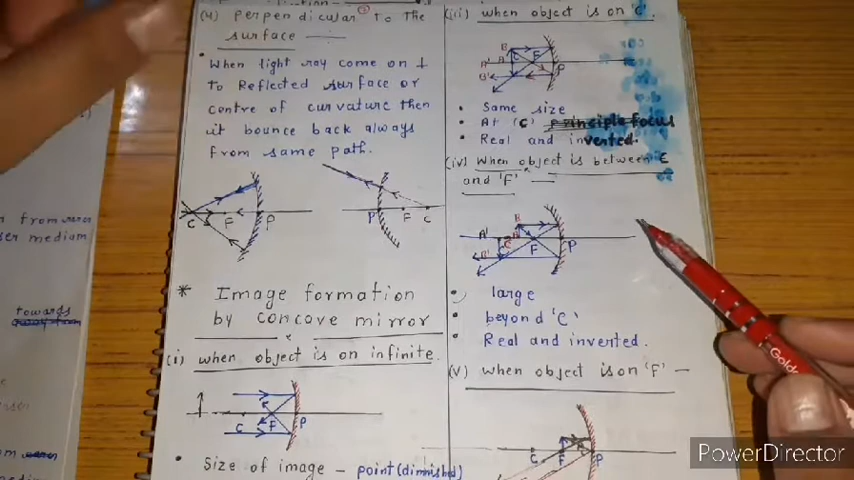 (4) perpendicular to the
surface
When light ray come on ⊥
to Reflected surface or
centre of curvature then
it bounce back always
from same path.
C F P
P F C
* Image formation
by concave mirror
(i) when object is on infinite.
C F P
Size of image - point (diminished)
(iii) when object is on 'C'.
B
A' A C F P
B'
Same size
At 'C' principle focus
Real and inverted.
(iv) When object is between C
and 'F'
B
A' C A F P
B'
large
beyond 'C'
Real and inverted.
(v) when object is on 'F' -
C F P
towards
Gold
PowerDirector